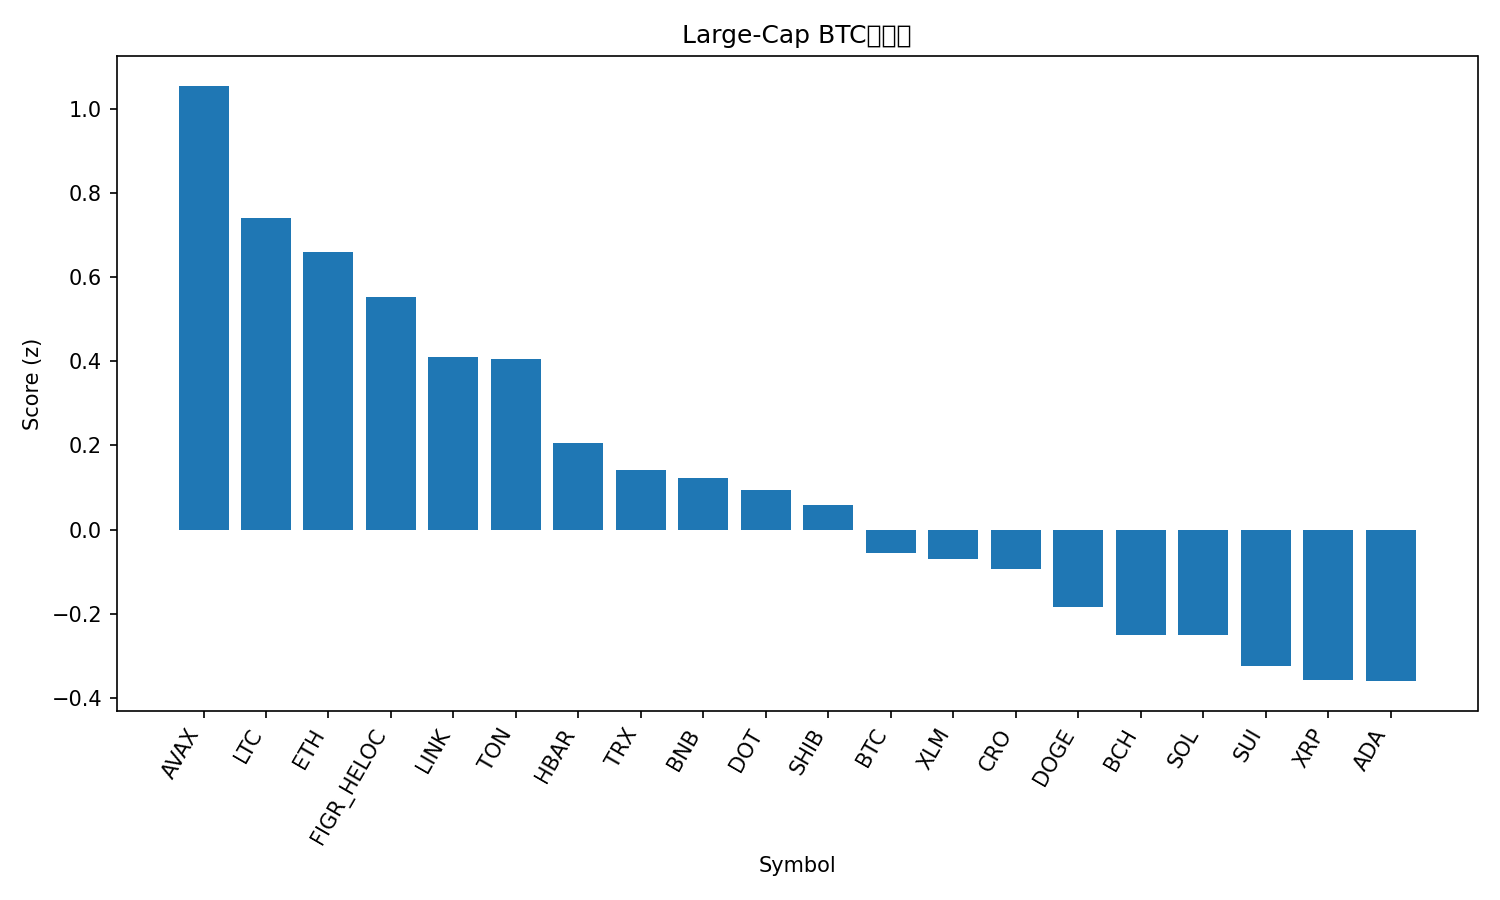 Large-Cap BTC
Score (z)
1.0
0.8
0.6
0.4
0.2
0.0
−0.2
−0.4
AVAX
LTC
ETH
FIGR_HELOC
LINK
TON
HBAR
TRX
BNB
DOT
SHIB
BTC
XLM
CRO
DOGE
BCH
SOL
SUI
XRP
ADA
Symbol